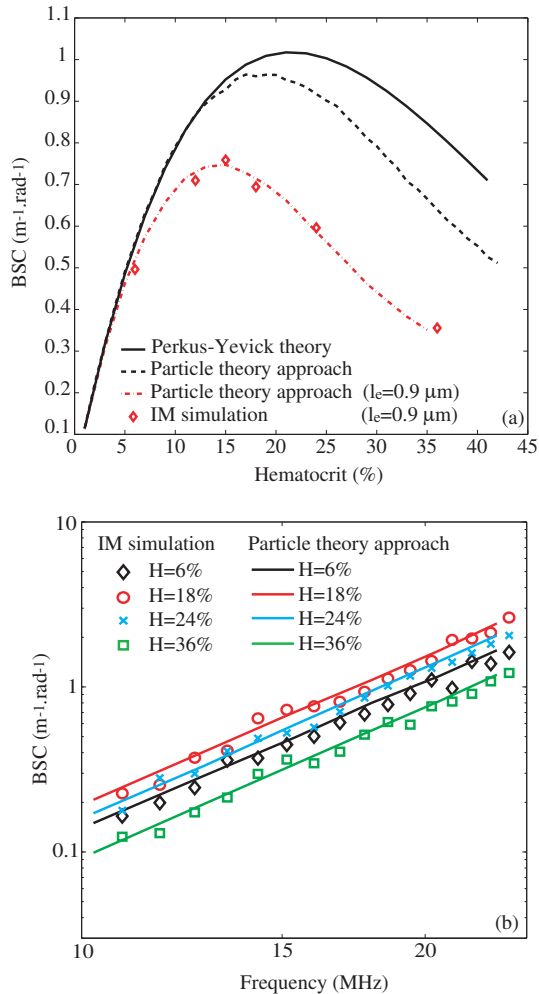 1.1
1
0.9
0.8
0.7
0.6
0.5
0.4
0.3
0.2
0.1
BSC (m-1.rad-1)
Perkus-Yevick theory
Particle theory approach
Particle theory approach (le=0.9 μm)
IM simulation (le=0.9 μm)
(a)
0 5 10 15 20 25 30 35 40 45
Hematocrit (%)
10
1
0.1
BSC (m-1.rad-1)
IM simulation Particle theory approach
H=6% H=6%
H=18% H=18%
H=24% H=24%
H=36% H=36%
(b)
10 15 20
Frequency (MHz)